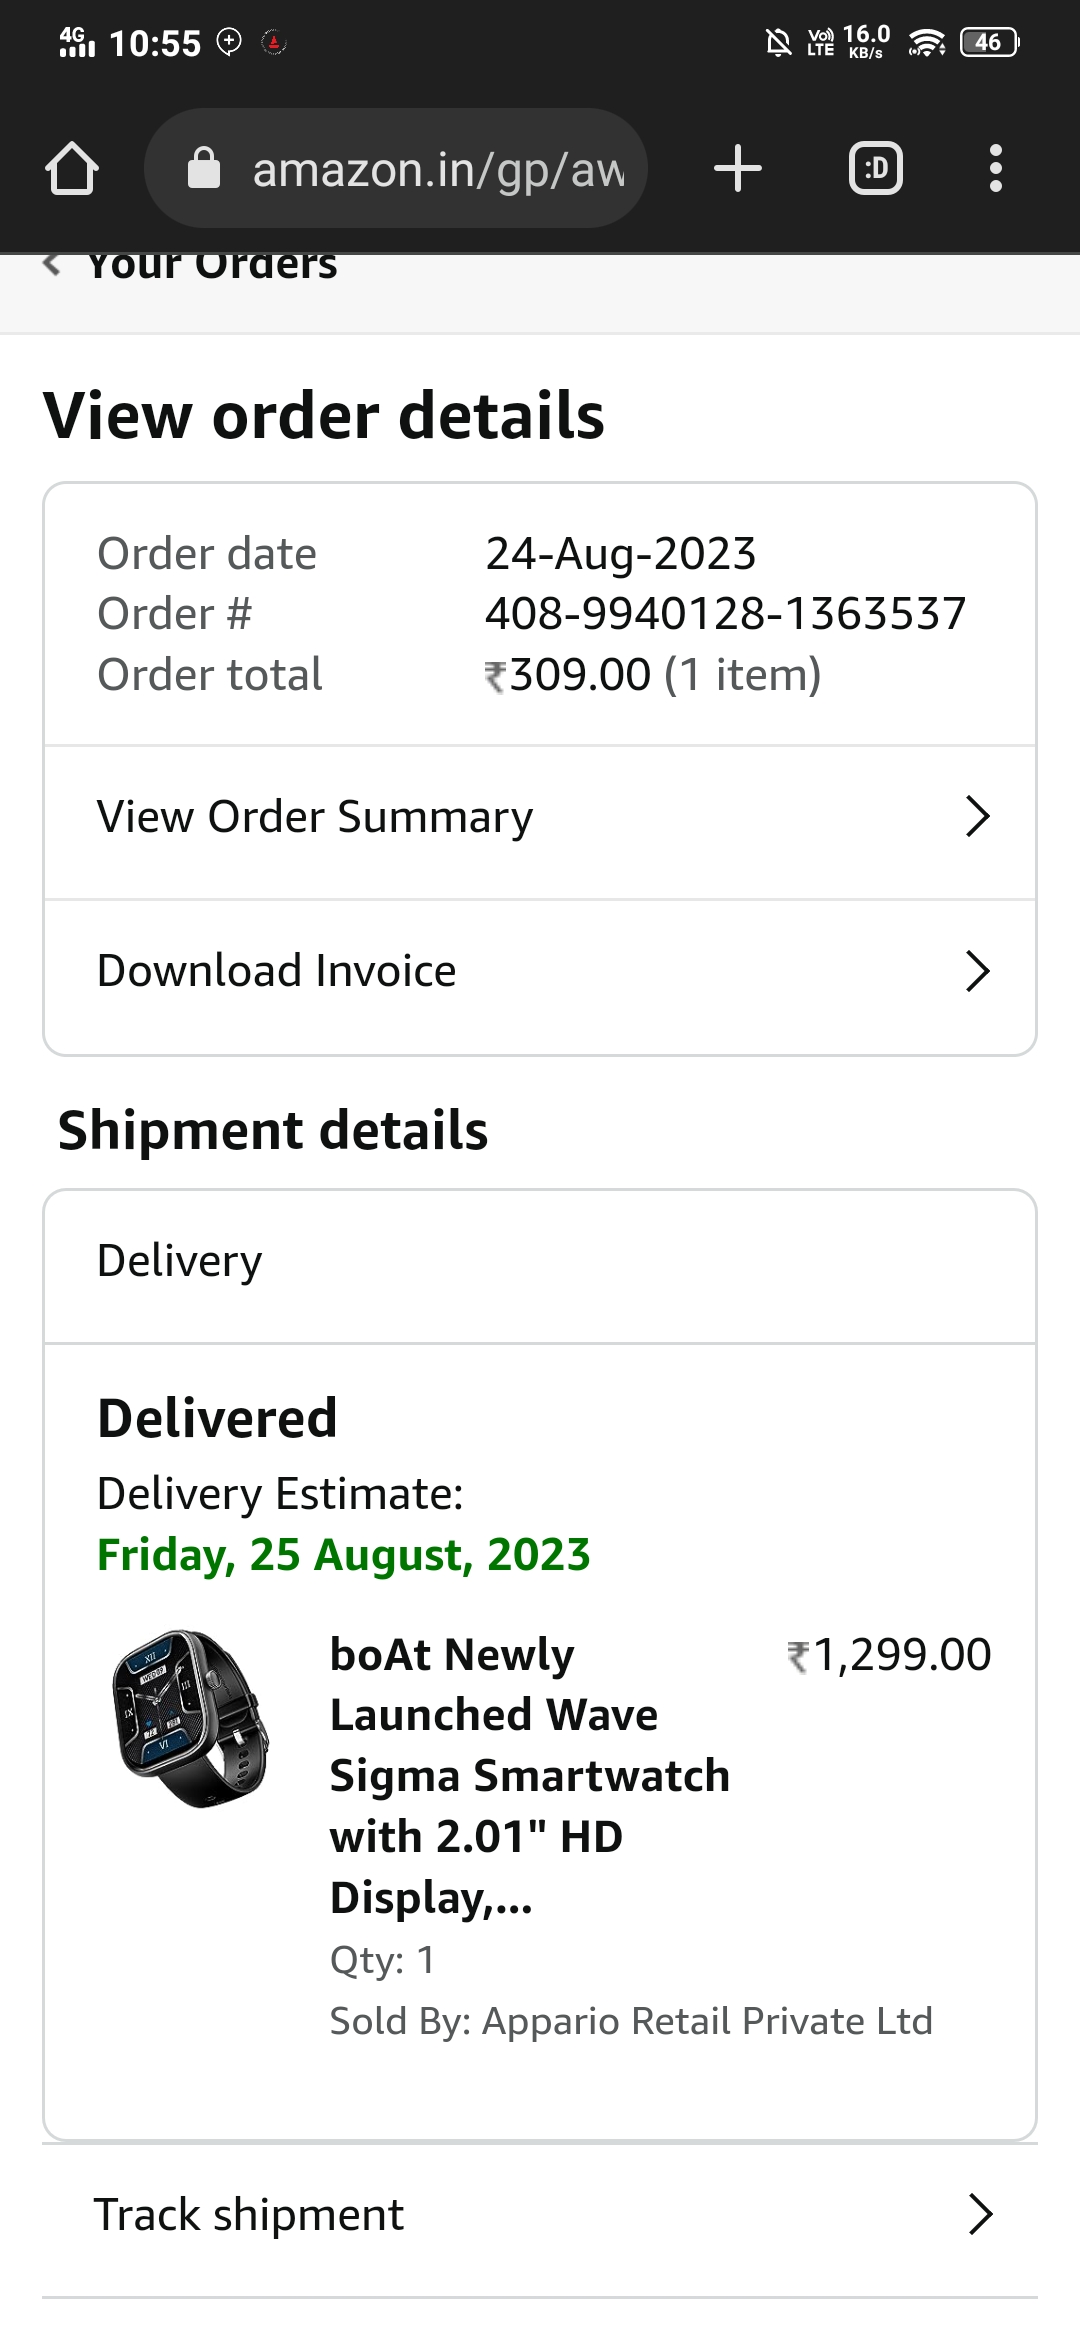 4G 10:55 Vo) LTE 16.0 KB/s 46
amazon.in/gp/aw :D
Your Orders
View order details
Order date 24-Aug-2023
Order # 408-9940128-1363537
Order total ₹309.00 (1 item)
View Order Summary
Download Invoice
Shipment details
Delivery
Delivered
Delivery Estimate:
Friday, 25 August, 2023
boAt Newly ₹1,299.00
Launched Wave
Sigma Smartwatch
with 2.01" HD
Display,...
Qty: 1
Sold By: Appario Retail Private Ltd
Track shipment